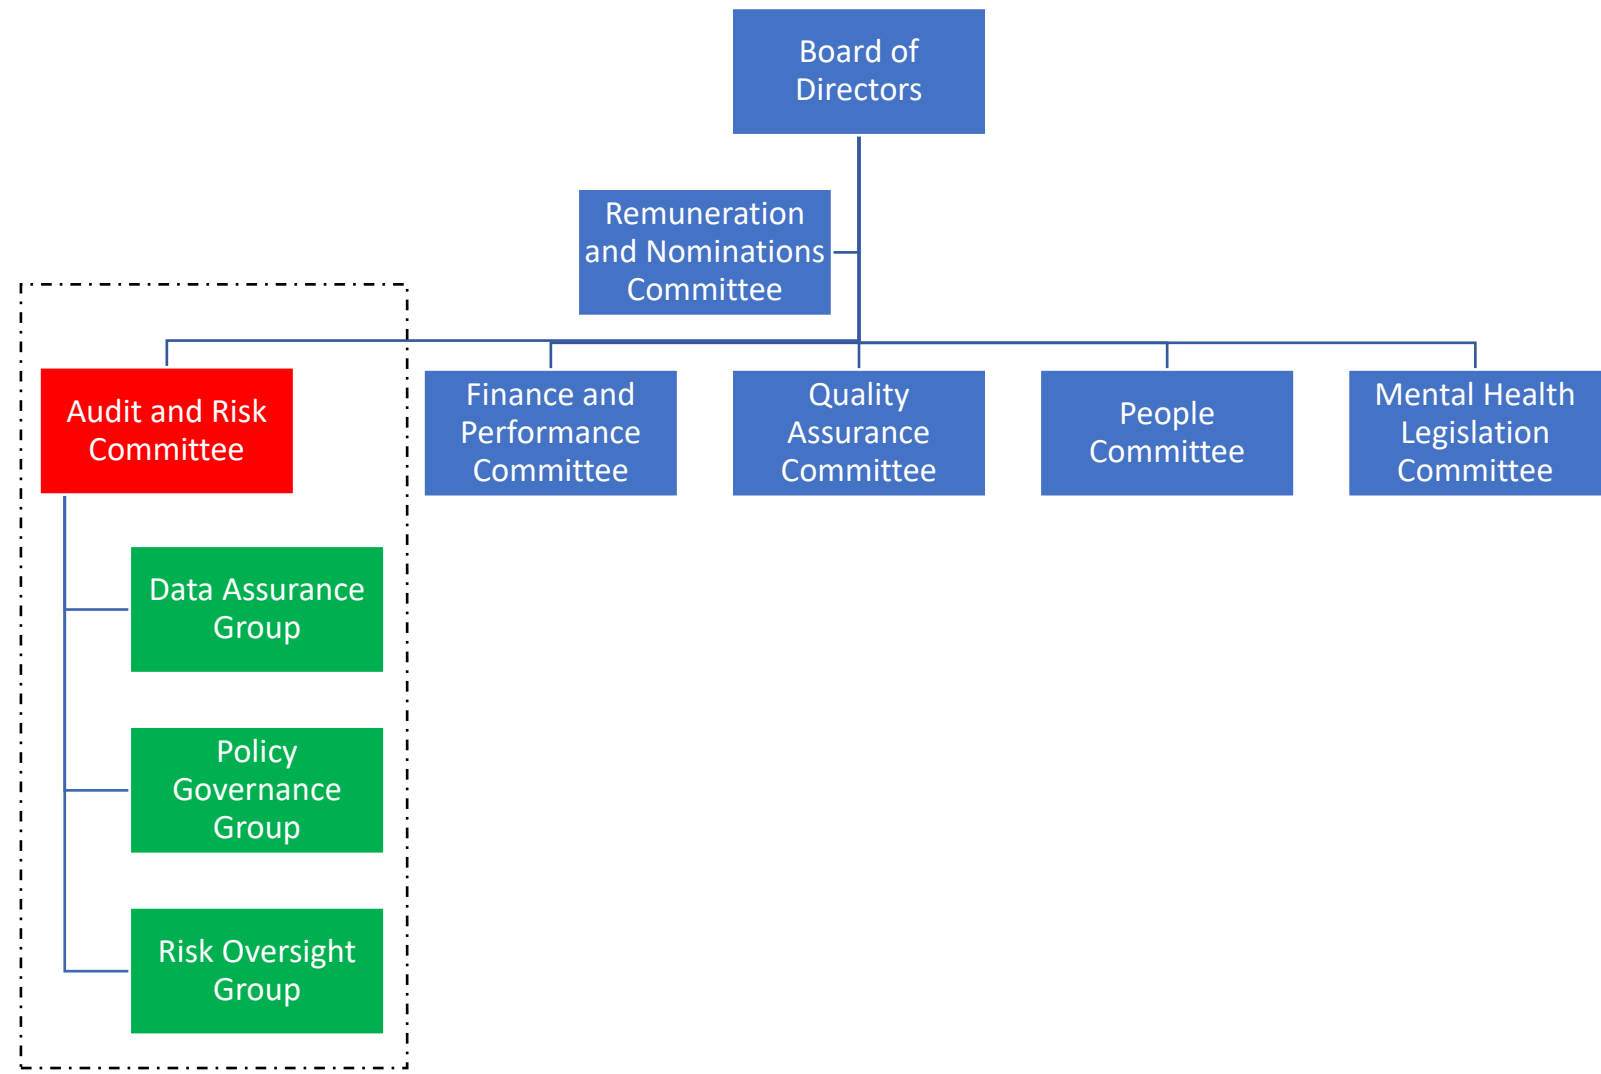 Board of
Directors
Remuneration
and Nominations
Committee
Audit and Risk
Committee
Finance and
Performance
Committee
Quality
Assurance
Committee
People
Committee
Mental Health
Legislation
Committee
Data Assurance
Group
Policy
Governance
Group
Risk Oversight
Group